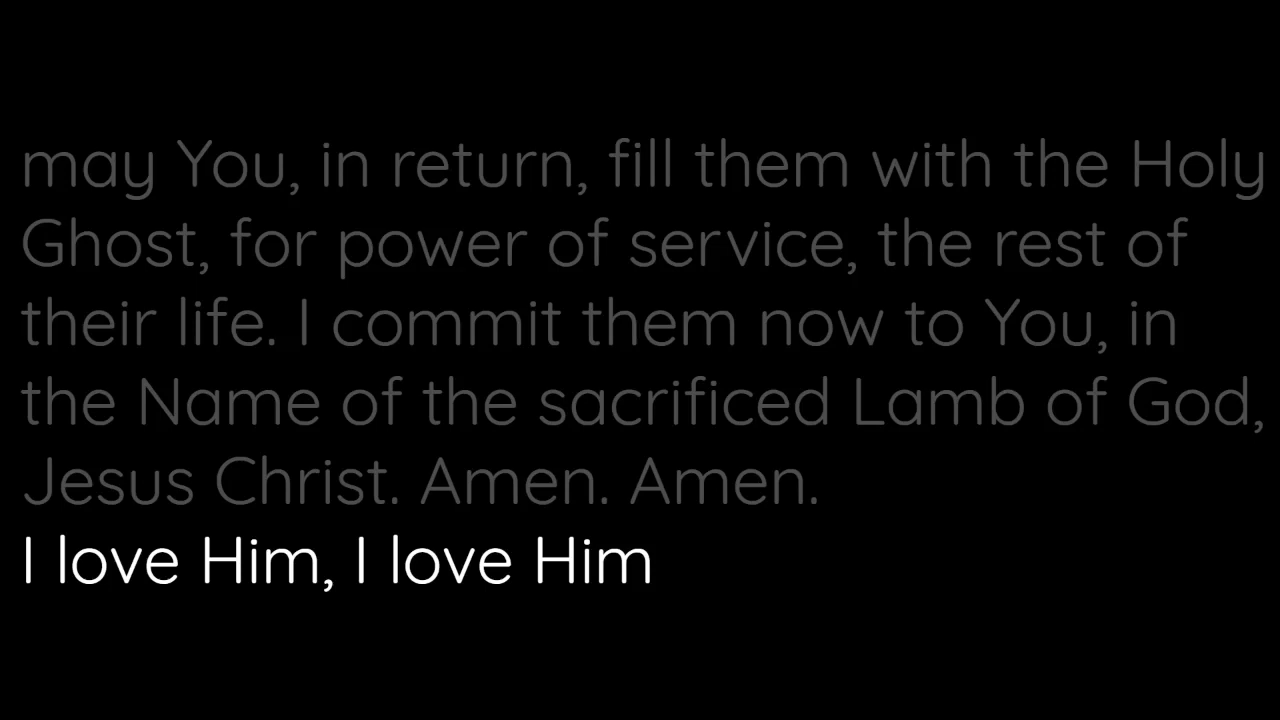 may You, in return, fill them with the Holy
Ghost, for power of service, the rest of
their life. I commit them now to You, in
the Name of the sacrificed Lamb of God,
Jesus Christ. Amen. Amen.
I love Him, I love Him